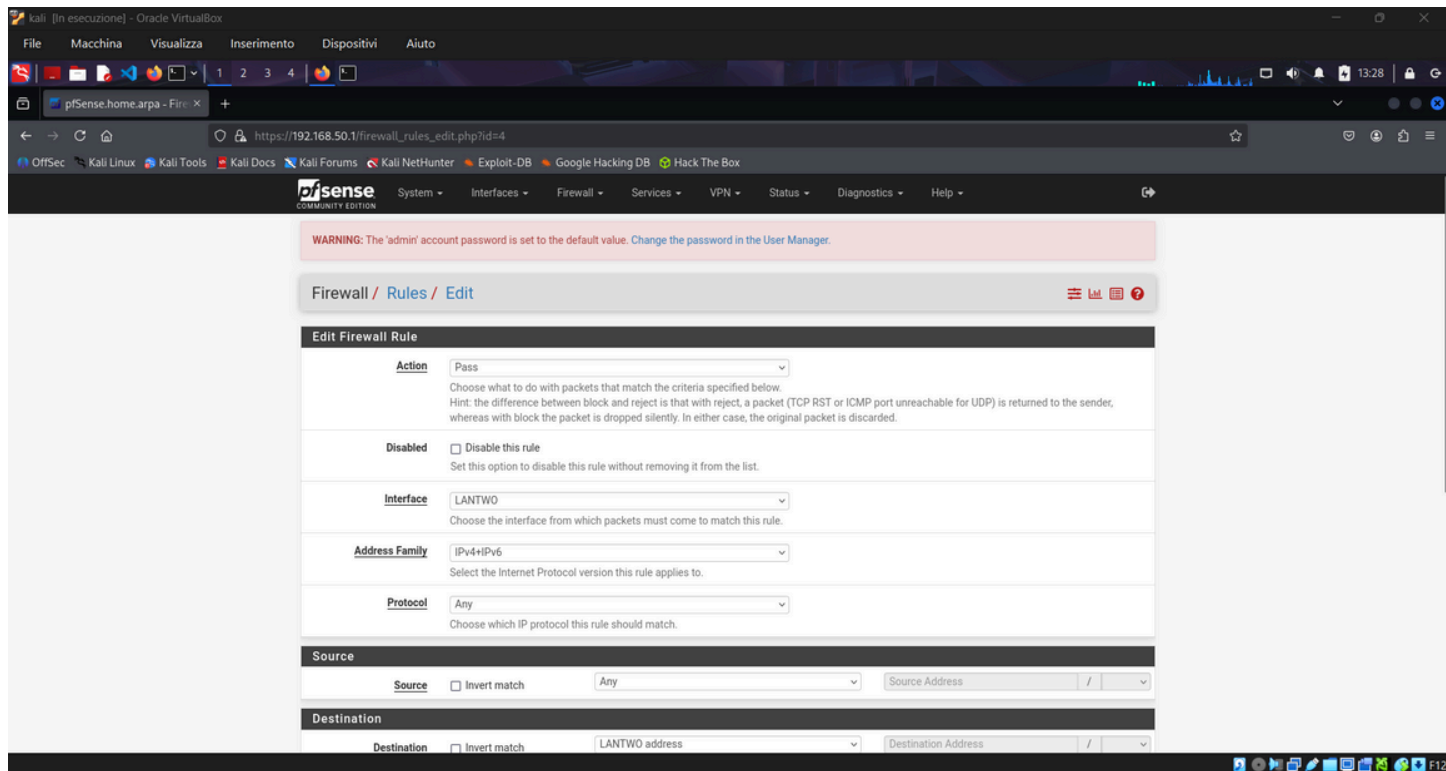 kali [In esecuzione] - Oracle VirtualBox
File Macchina Visualizza Inserimento Dispositivi Aiuto
1 2 3 4 13:28
pfSense.home.arpa - Fire
https://192.168.50.1/firewall_rules_edit.php?id=4
OffSec Kali Linux Kali Tools Kali Docs Kali Forums Kali NetHunter Exploit-DB Google Hacking DB Hack The Box
pfsense System Interfaces Firewall Services VPN Status Diagnostics Help
COMMUNITY EDITION
WARNING: The 'admin' account password is set to the default value. Change the password in the User Manager.
Firewall / Rules / Edit
Edit Firewall Rule
Action Pass
Choose what to do with packets that match the criteria specified below.
Hint: the difference between block and reject is that with reject, a packet (TCP RST or ICMP port unreachable for UDP) is returned to the sender,
whereas with block the packet is dropped silently. In either case, the original packet is discarded.
Disabled Disable this rule
Set this option to disable this rule without removing it from the list.
Interface LANTWO
Choose the interface from which packets must come to match this rule.
Address Family IPv4+IPv6
Select the Internet Protocol version this rule applies to.
Protocol Any
Choose which IP protocol this rule should match.
Source
Source Invert match Any Source Address /
Destination
Destination Invert match LANTWO address Destination Address /
F12